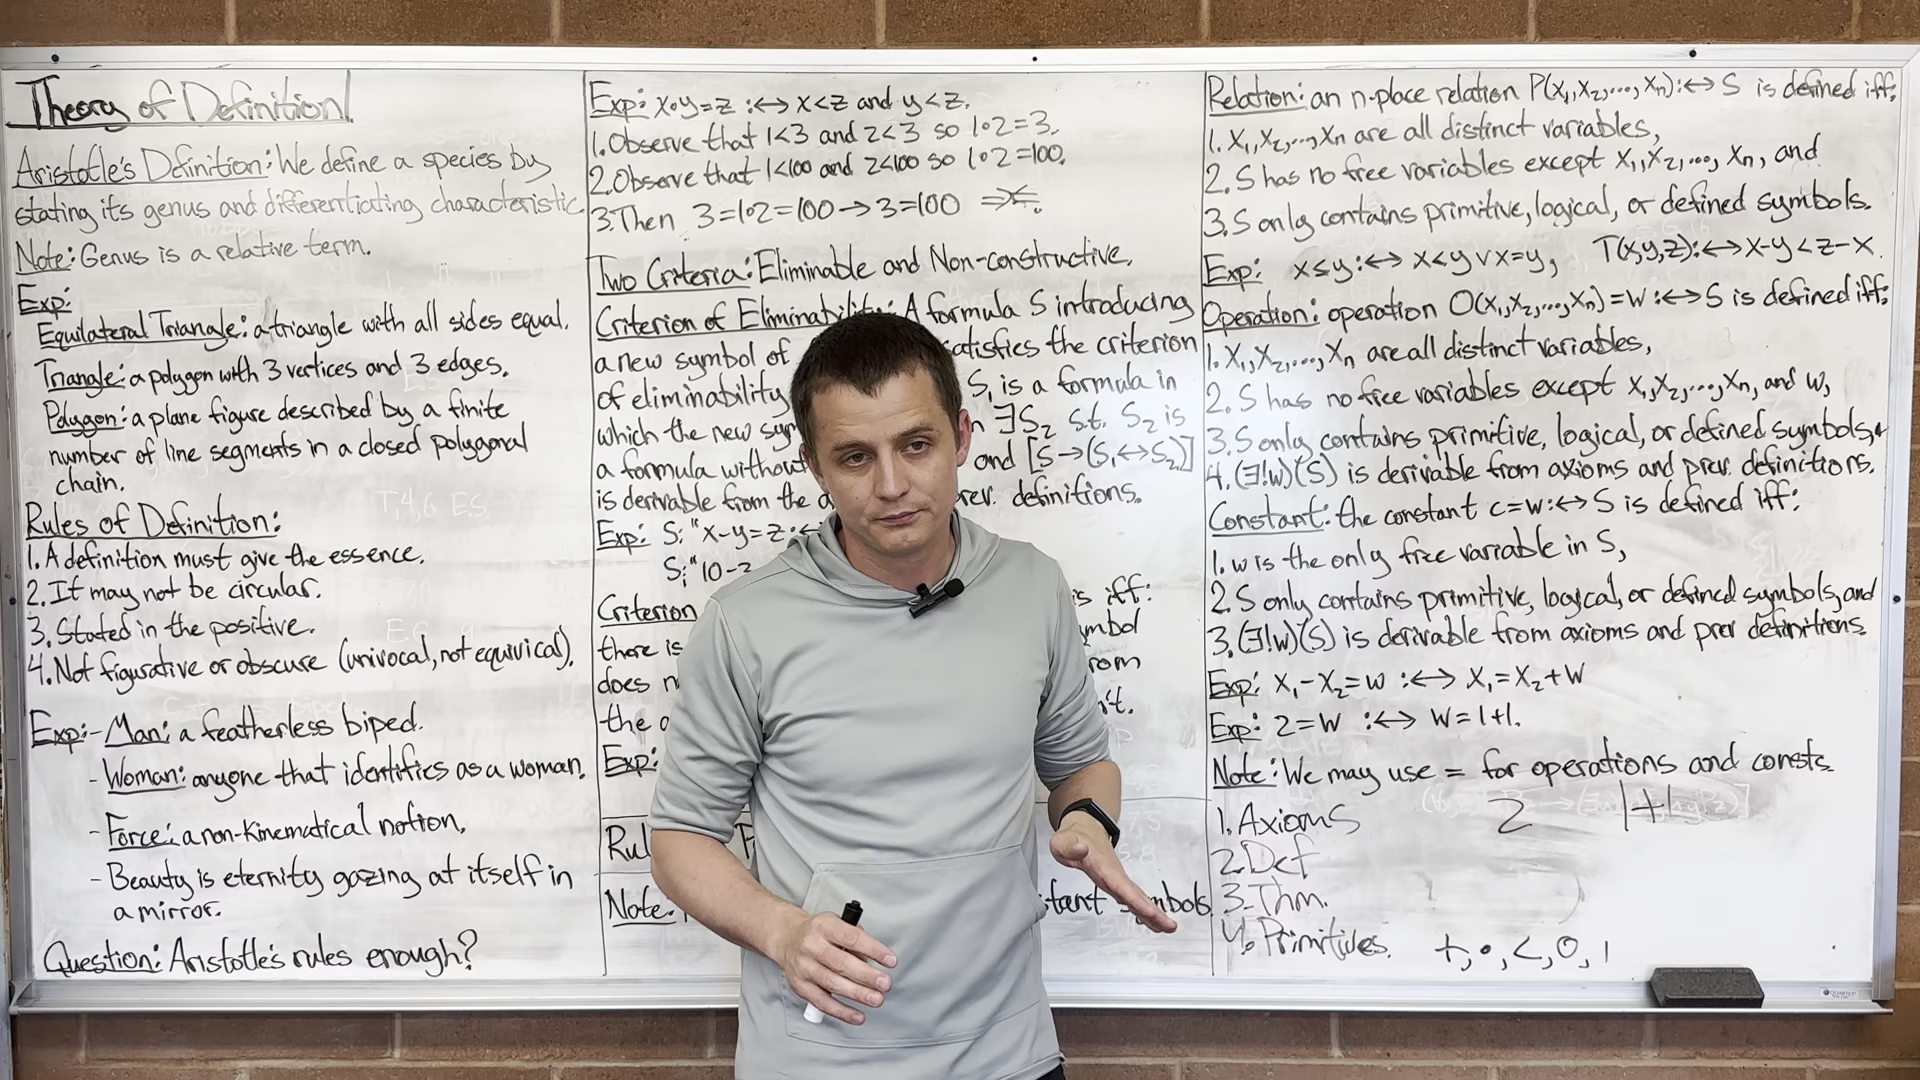 Theory of Definition
Aristotle's Definition: We define a species by
stating its genus and differentiating characteristic.
Note: Genus is a relative term.
Exp:
Equilateral Triangle: a triangle with all sides equal.
Triangle: a polygon with 3 vertices and 3 edges.
Polygon: a plane figure described by a finite
number of line segments in a closed polygonal
chain.
Rules of Definition:
1. A definition must give the essence.
2. It may not be circular.
3. Stated in the positive.
4. Not figurative or obscure (univocal, not equivical).
Exp: - Man: a featherless biped.
- Woman: anyone that identifies as a woman.
- Force: a non-kinematical notion.
- Beauty is eternity gazing at itself in
a mirror.
Question: Aristotle's rules enough?
Exp: x∘y=z :↔ x<z and y<z.
1. Observe that 1<3 and 2<3 so 1∘2=3.
2. Observe that 1<100 and 2<100 so 1∘2=100.
3. Then 3=1∘2=100 → 3=100
Two Criteria: Eliminable and Non-constructive.
Criterion of Eliminability: A formula S introducing
a new symbol of satisfies the criterion
of eliminability S₁ is a formula in
which the new ∃S₂ s.t. S₂ is
a formula without and [S→(S₁↔S₂)]
is derivable from the prev. definitions.
Exp: S: "x-y=z:
S₁: "10-
Criterion iff:
there is
does
the
Exp:
Note:
Relation: an n-place relation P(x₁,x₂,...,xₙ):↔S is defined iff:
1. x₁,x₂,...,xₙ are all distinct variables,
2. S has no free variables except x₁,x₂,...,xₙ, and
3. S only contains primitive, logical, or defined symbols.
Exp: x≤y:↔ x<y∨x=y, T(x,y,z):↔x-y<z-x.
Operation: operation O(x₁,x₂,...,xₙ)=w:↔S is defined iff:
1. x₁,x₂,...,xₙ are all distinct variables,
2. S has no free variables except x₁,x₂,...,xₙ, and w,
3. S only contains primitive, logical, or defined symbols, +
4. (∃!w)(S) is derivable from axioms and prev. definitions.
Constant: the constant c=w:↔S is defined iff:
1. w is the only free variable in S,
2. S only contains primitive, logical, or defined symbols, and
3. (∃!w)(S) is derivable from axioms and prev definitions.
Exp: x₁-x₂=w :↔ x₁=x₂+w
Exp: 2=w :↔ w=1+1.
Note: We may use = for operations and consts.
1. Axioms 2 1+1
2. Def
3. Thm.
4. Primitives. +, •, <, 0, 1